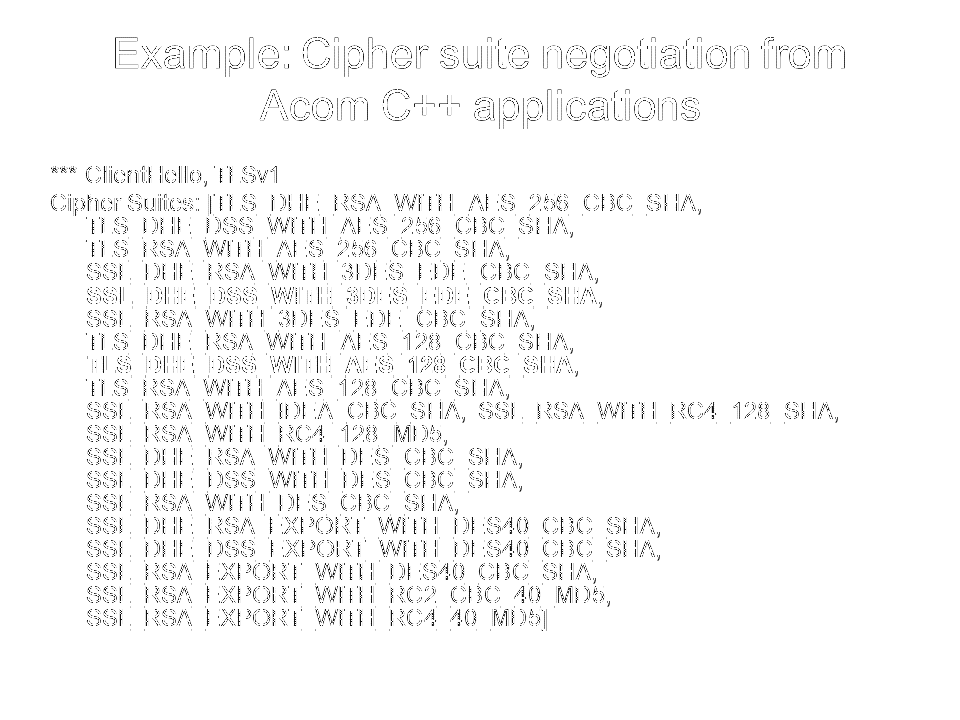 Example: Cipher suite negotiation from
Acom C++ applications
*** ClientHello, TLSv1
Cipher Suites: [TLS_DHE_RSA_WITH_AES_256_CBC_SHA,
TLS_DHE_DSS_WITH_AES_256_CBC_SHA,
TLS_RSA_WITH_AES_256_CBC_SHA,
SSL_DHE_RSA_WITH_3DES_EDE_CBC_SHA,
SSL_DHE_DSS_WITH_3DES_EDE_CBC_SHA,
SSL_RSA_WITH_3DES_EDE_CBC_SHA,
TLS_DHE_RSA_WITH_AES_128_CBC_SHA,
TLS_DHE_DSS_WITH_AES_128_CBC_SHA,
TLS_RSA_WITH_AES_128_CBC_SHA,
SSL_RSA_WITH_IDEA_CBC_SHA, SSL_RSA_WITH_RC4_128_SHA,
SSL_RSA_WITH_RC4_128_MD5,
SSL_DHE_RSA_WITH_DES_CBC_SHA,
SSL_DHE_DSS_WITH_DES_CBC_SHA,
SSL_RSA_WITH_DES_CBC_SHA,
SSL_DHE_RSA_EXPORT_WITH_DES40_CBC_SHA,
SSL_DHE_DSS_EXPORT_WITH_DES40_CBC_SHA,
SSL_RSA_EXPORT_WITH_DES40_CBC_SHA,
SSL_RSA_EXPORT_WITH_RC2_CBC_40_MD5,
SSL_RSA_EXPORT_WITH_RC4_40_MD5]